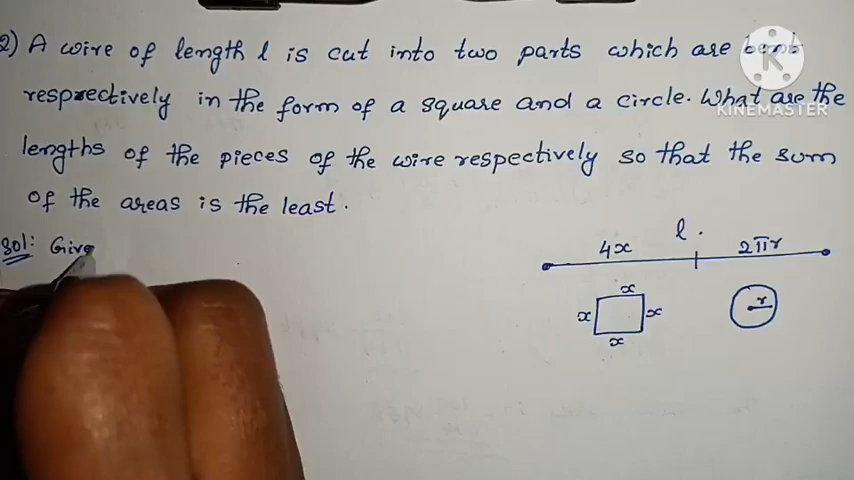 2) A wire of length l is cut into two parts which are bent
respectively in the form of a square and a circle. What are the
KINEMASTER
lengths of the pieces of the wire respectively so that the sum
of the areas is the least.
Sol: Give
l.
4x 2πr
x
x x r
x